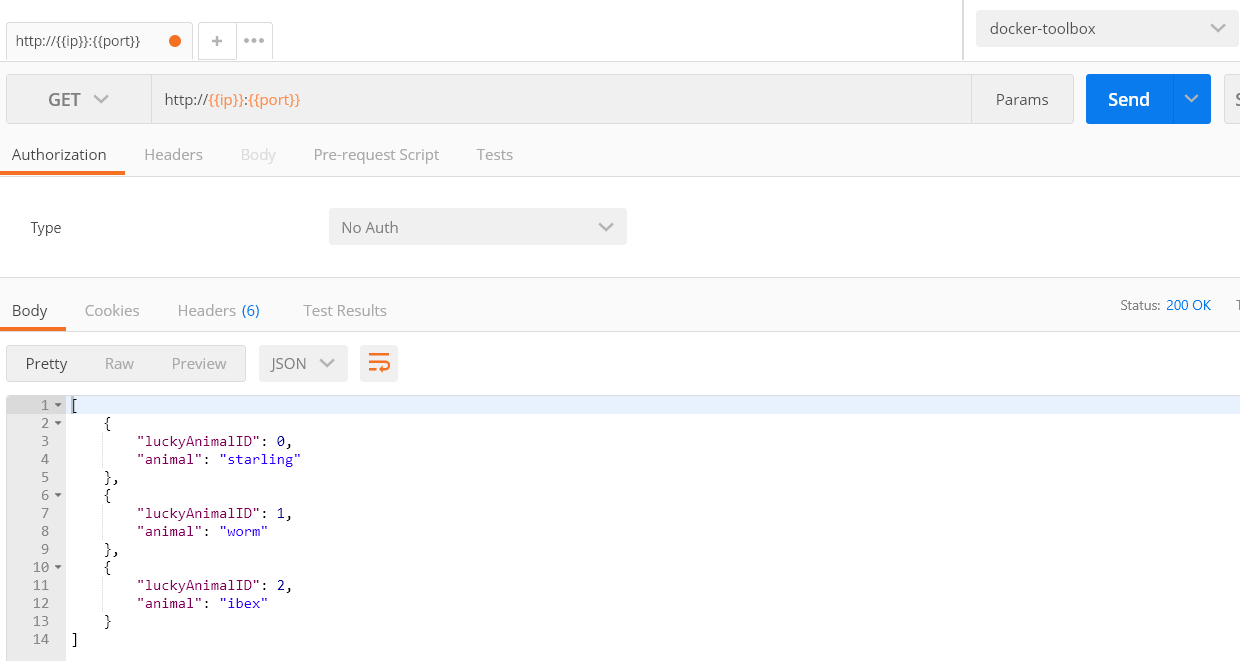 http://{{ip}}:{{port}}
docker-toolbox
GET http://{{ip}}:{{port}} Params Send
Authorization Headers Body Pre-request Script Tests
Type No Auth
Body Cookies Headers (6) Test Results Status: 200 OK
Pretty Raw Preview JSON
1 [
2 {
3 "luckyAnimalID": 0,
4 "animal": "starling"
5 },
6 {
7 "luckyAnimalID": 1,
8 "animal": "worm"
9 },
10 {
11 "luckyAnimalID": 2,
12 "animal": "ibex"
13 }
14 ]